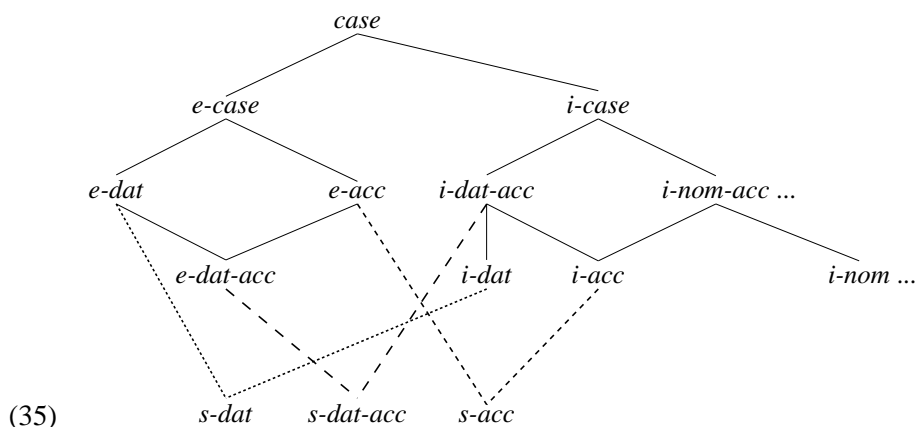 case
e-case i-case
e-dat e-acc i-dat-acc i-nom-acc ...
e-dat-acc i-dat i-acc i-nom ...
(35) s-dat s-dat-acc s-acc